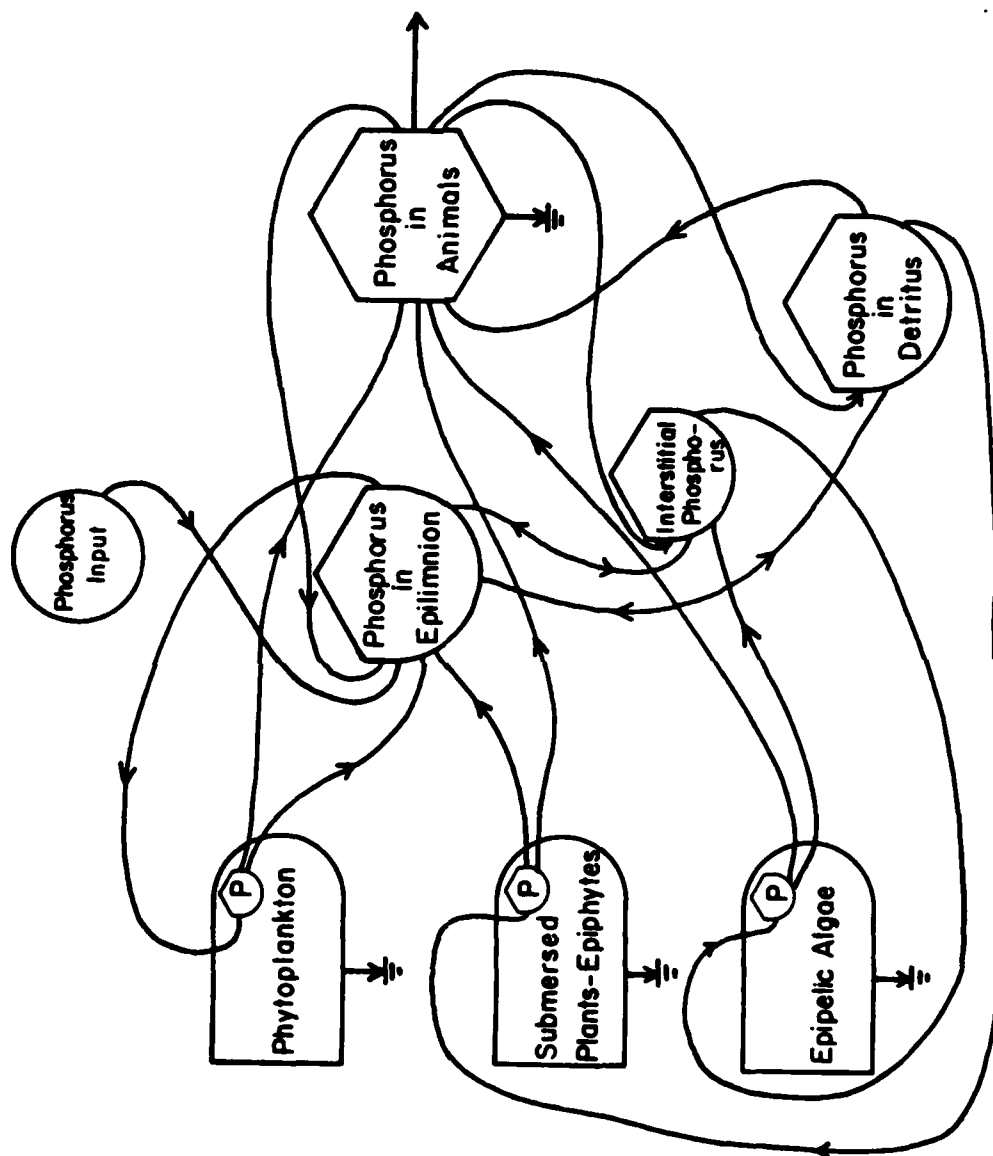 Phosphorus
Input
Phytoplankton
P
Submersed
Plants-Epiphytes
P
Epipelic Algae
P
Phosphorus
in
Epilimnion
Interstitial
Phospho-
rus
Phosphorus
in
Animals
Phosphorus
in
Detritus